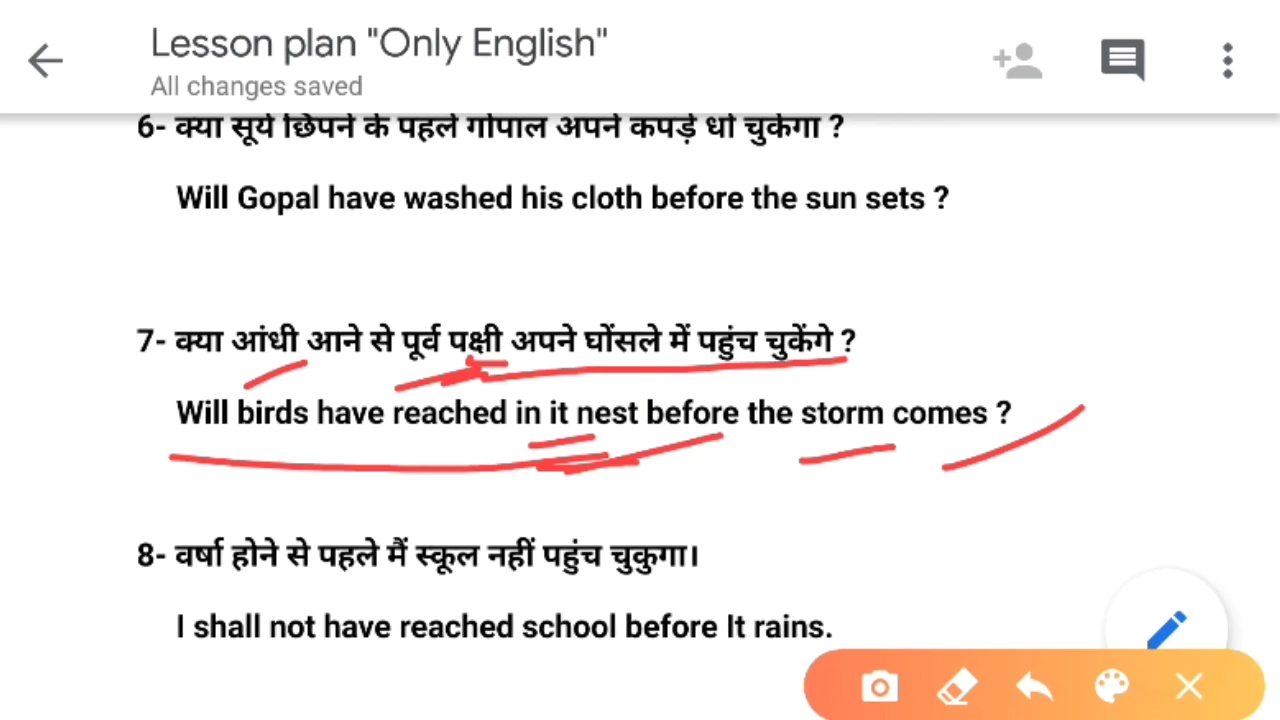 Lesson plan "Only English"
All changes saved
6- क्या सूर्य छिपने के पहले गोपाल अपने कपड़े धो चुकेगा ?
Will Gopal have washed his cloth before the sun sets ?
7- क्या आंधी आने से पूर्व पक्षी अपने घोंसले में पहुंच चुकेंगे ?
Will birds have reached in it nest before the storm comes ?
8- वर्षा होने से पहले मैं स्कूल नहीं पहुंच चुकुगा।
I shall not have reached school before It rains.